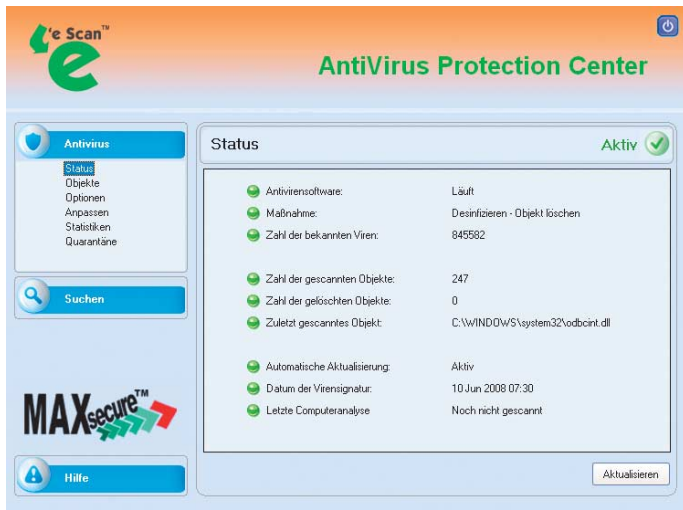 'e Scan™
e
AntiVirus Protection Center
Antivirus
Status
Objekte
Optionen
Anpassen
Statistiken
Quarantäne
Suchen
MAXsecure™
Hilfe
Status
Aktiv
Antivirensoftware: Läuft
Maßnahme: Desinfizieren - Objekt löschen
Zahl der bekannten Viren: 845582
Zahl der gescannten Objekte: 247
Zahl der gelöschten Objekte: 0
Zuletzt gescanntes Objekt: C:\WINDOWS\system32\odbcint.dll
Automatische Aktualisierung: Aktiv
Datum der Virensignatur: 10 Jun 2008 07:30
Letzte Computeranalyse Noch nicht gescannt
Aktualisieren